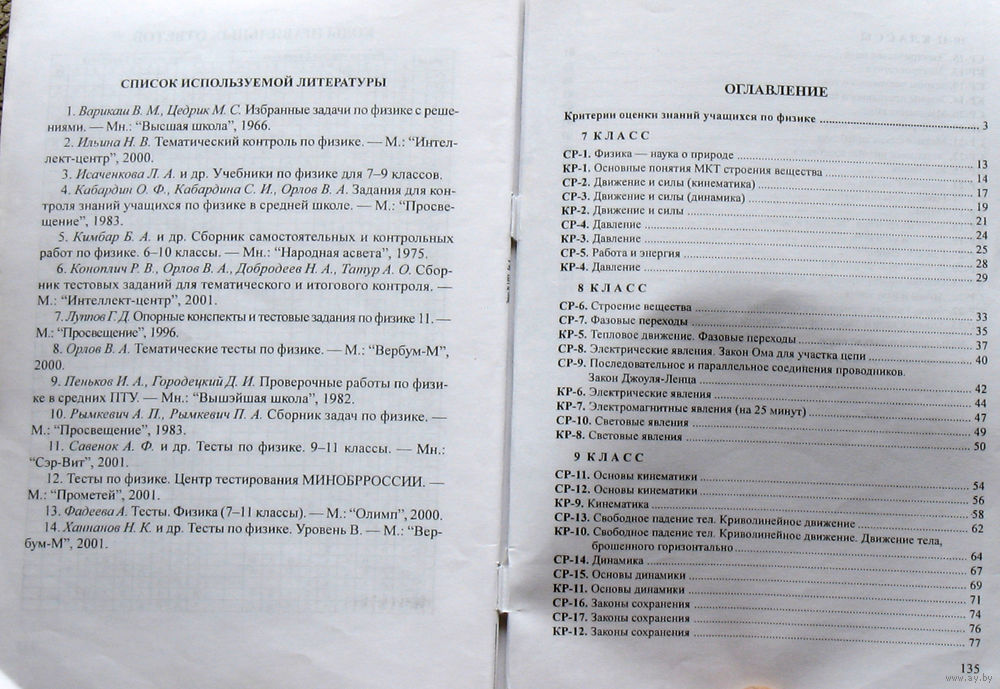 СПИСОК ИСПОЛЬЗУЕМОЙ ЛИТЕРАТУРЫ
1. Варикаш В. М., Цедрик М. С. Избранные задачи по физике с реше-
ниями. — Мн.: “Высшая школа”, 1966.
2. Ильина Н. В. Тематический контроль по физике. — М.: “Интел-
лект-центр”, 2000.
3. Исаченкова Л. А. и др. Учебники по физике для 7–9 классов.
4. Кабардин О. Ф., Кабардина С. И., Орлов В. А. Задания для кон-
троля знаний учащихся по физике в средней школе. — М.: “Просве-
щение”, 1983.
5. Кимбар Б. А. и др. Сборник самостоятельных и контрольных
работ по физике. 6–10 классы. — Мн.: “Народная асвета”, 1975.
6. Коноплич Р. В., Орлов В. А., Добродеев Н. А., Татур А. О. Сбор-
ник тестовых заданий для тематического и итогового контроля. —
М.: “Интеллект-центр”, 2001.
7. Луппов Г. Д. Опорные конспекты и тестовые задания по физике 11. —
М.: “Просвещение”, 1996.
8. Орлов В. А. Тематические тесты по физике. — М.: “Вербум-М”,
2000.
9. Пеньков И. А., Городецкий Д. И. Проверочные работы по физи-
ке в средних ПТУ. — Мн.: “Вышэйшая школа”, 1982.
10. Рымкевич А. П., Рымкевич П. А. Сборник задач по физике. —
М.: “Просвещение”, 1983.
11. Савенок А. Ф. и др. Тесты по физике. 9–11 классы. — Мн.:
“Сэр-Вит”, 2001.
12. Тесты по физике. Центр тестирования МИНОБРРОССИИ. —
М.: “Прометей”, 2001.
13. Фадеева А. Тесты. Физика (7–11 классы). — М.: “Олимп”, 2000.
14. Ханнанов Н. К. и др. Тесты по физике. Уровень В. — М.: “Вер-
бум-М”, 2001.
ОГЛАВЛЕНИЕ
Критерии оценки знаний учащихся по физике 3
7 КЛАСС
СР-1. Физика — наука о природе 13
КР-1. Основные понятия МКТ строения вещества 14
СР-2. Движение и силы (кинематика) 17
СР-3. Движение и силы (динамика) 19
КР-2. Движение и силы 21
СР-4. Давление 24
КР-3. Давление 25
СР-5. Работа и энергия 28
КР-4. Давление 29
8 КЛАСС
СР-6. Строение вещества 33
СР-7. Фазовые переходы 35
КР-5. Тепловое движение. Фазовые переходы 37
СР-8. Электрические явления. Закон Ома для участка цепи 40
СР-9. Последовательное и параллельное соединения проводников.
Закон Джоуля-Ленца 42
КР-6. Электрические явления 44
КР-7. Электромагнитные явления (на 25 минут) 47
СР-10. Световые явления 49
КР-8. Световые явления 50
9 КЛАСС
СР-11. Основы кинематики 54
СР-12. Основы кинематики 56
КР-9. Кинематика 58
СР-13. Свободное падение тел. Криволинейное движение 62
КР-10. Свободное падение тел. Криволинейное движение. Движение тела,
брошенного горизонтально 64
СР-14. Динамика 67
СР-15. Основы динамики 69
КР-11. Основы динамики 71
СР-16. Законы сохранения 74
СР-17. Законы сохранения 76
КР-12. Законы сохранения 77
135
www.ay.by